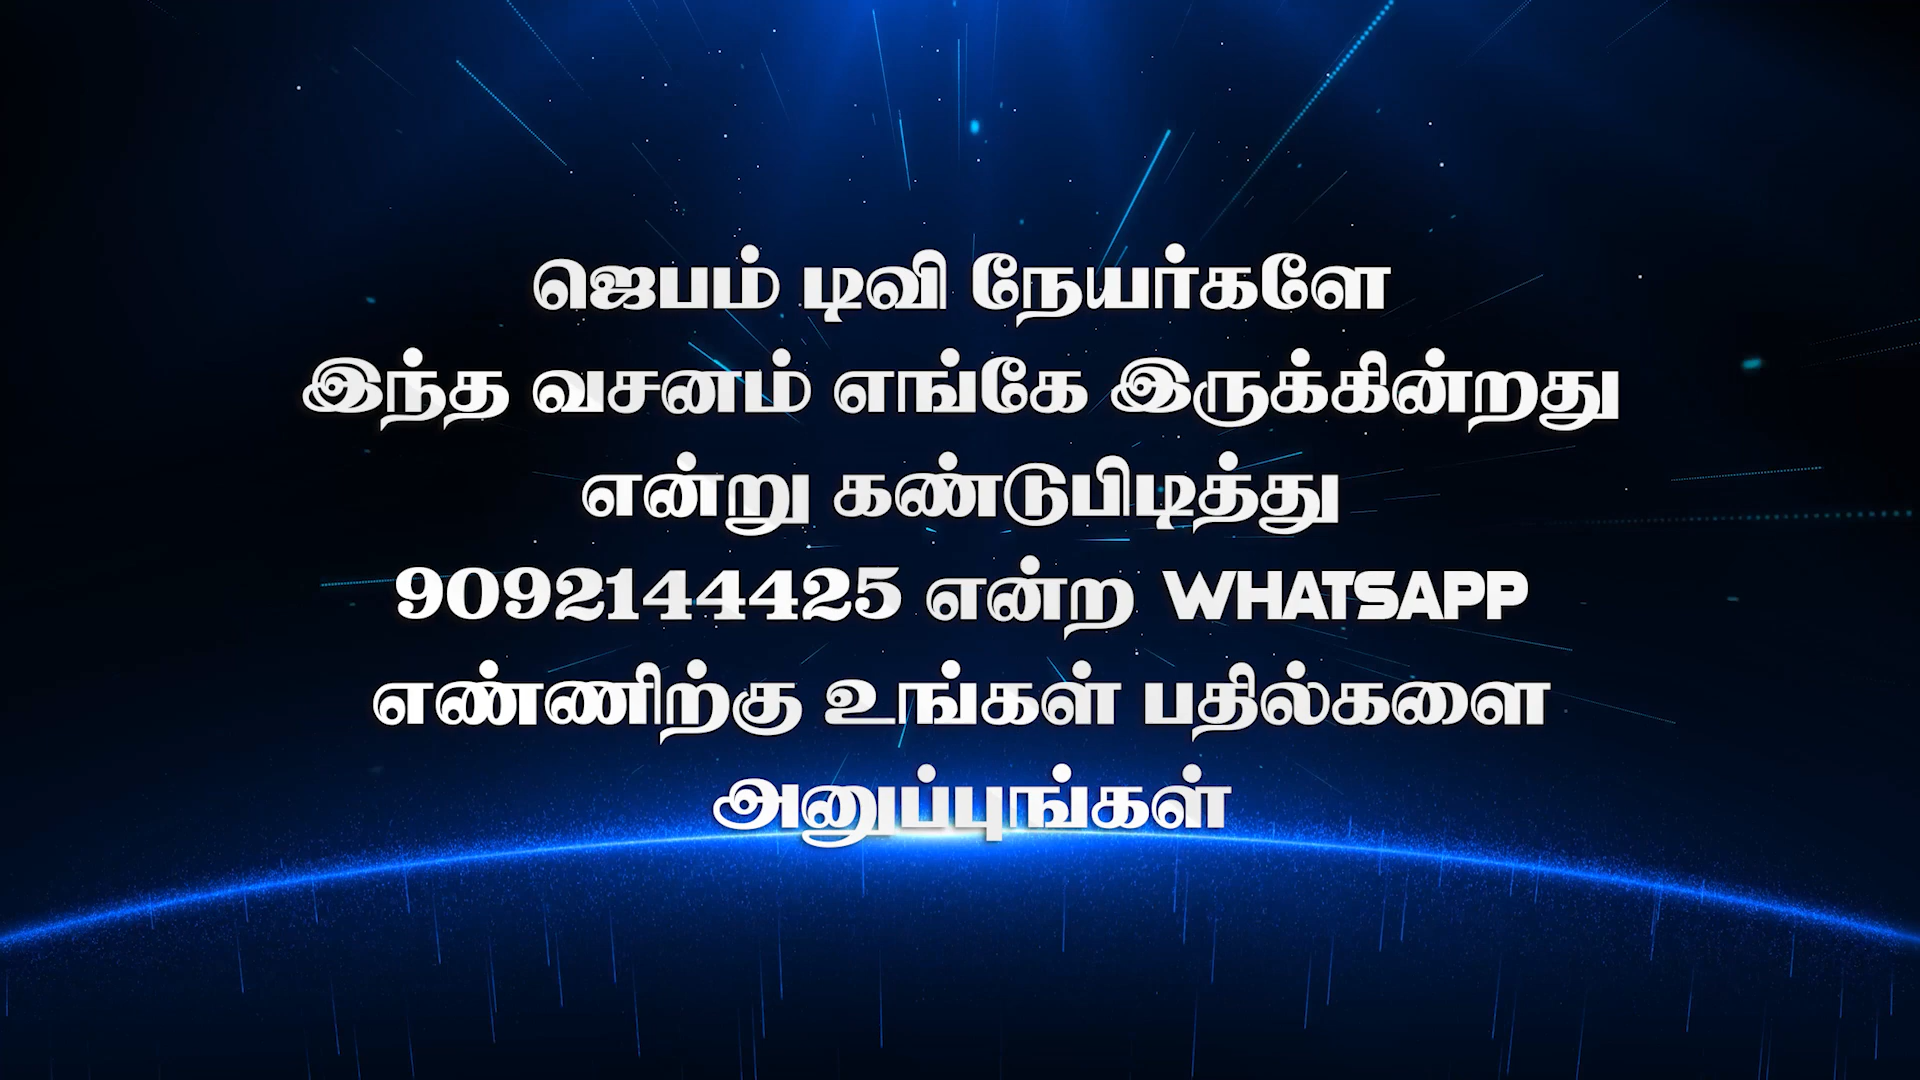 ஜெபம் டிவி நேயர்களே
இந்த வசனம் எங்கே இருக்கின்றது
என்று கண்டுபிடித்து
9092144425 என்ற WHATSAPP
எண்ணிற்கு உங்கள் பதில்களை
அனுப்புங்கள்